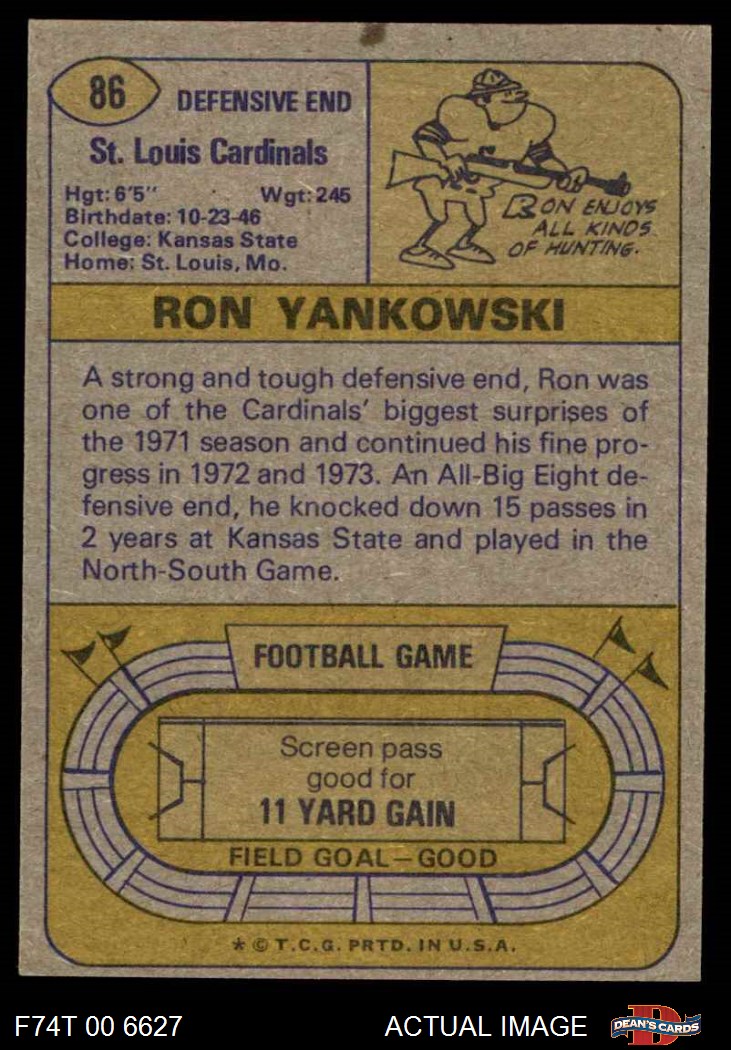 86
DEFENSIVE END
St. Louis Cardinals
Hgt: 6'5" Wgt: 245
Birthdate: 10-23-46
College: Kansas State
Home: St. Louis, Mo.
RON ENJOYS
ALL KINDS
OF HUNTING.
RON YANKOWSKI
A strong and tough defensive end, Ron was
one of the Cardinals' biggest surprises of
the 1971 season and continued his fine pro-
gress in 1972 and 1973. An All-Big Eight de-
fensive end, he knocked down 15 passes in
2 years at Kansas State and played in the
North-South Game.
FOOTBALL GAME
Screen pass
good for
11 YARD GAIN
FIELD GOAL—GOOD
* © T.C.G. PRTD. IN U.S.A.
F74T 00 6627
ACTUAL IMAGE
D
DEAN'S CARDS